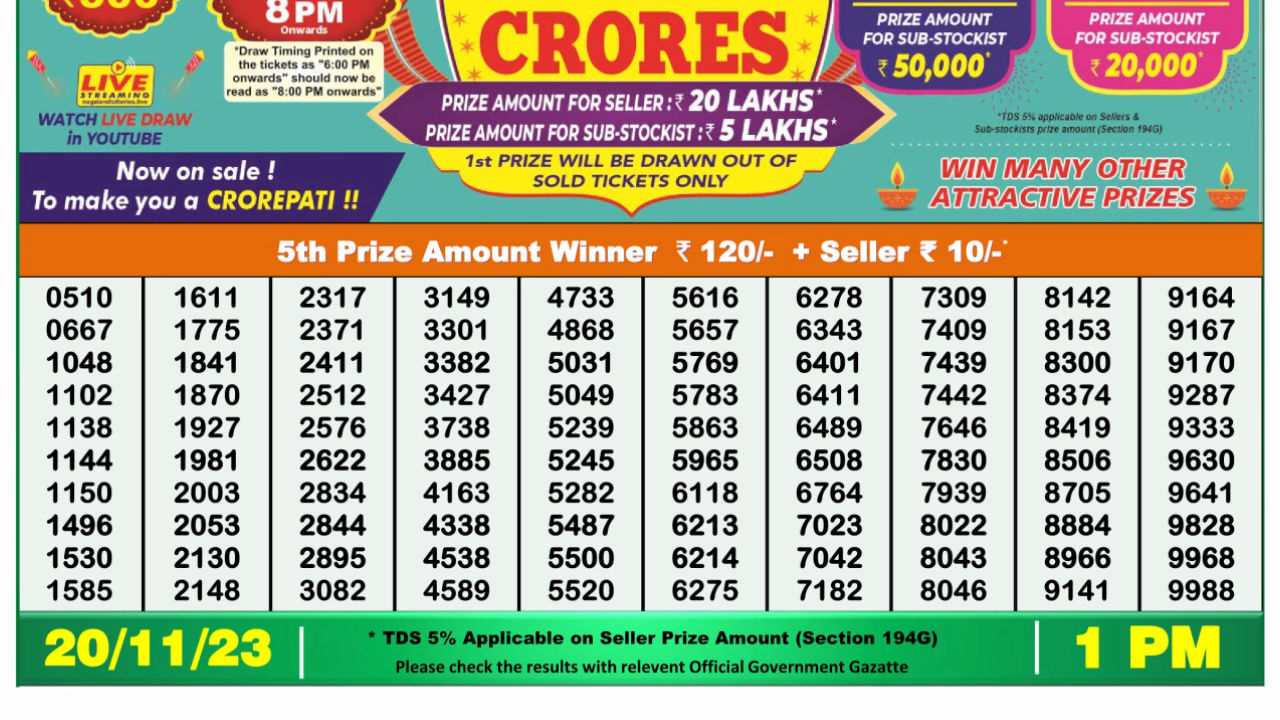 8 PM
Onwards
"Draw Timing Printed on
the tickets as "6:00 PM
onwards" should now be
read as "8:00 PM onwards"
LIVE
STREAMING
nagalandlotteries.live
WATCH LIVE DRAW
in YOUTUBE
CRORES
PRIZE AMOUNT FOR SELLER : ₹ 20 LAKHS*
PRIZE AMOUNT FOR SUB-STOCKIST : ₹ 5 LAKHS*
1st PRIZE WILL BE DRAWN OUT OF
SOLD TICKETS ONLY
PRIZE AMOUNT
FOR SUB-STOCKIST
₹ 50,000*
PRIZE AMOUNT
FOR SUB-STOCKIST
₹ 20,000*
*TDS 5% applicable on Sellers &
Sub-stockists prize amount (Section 194G)
Now on sale !
To make you a CROREPATI !!
WIN MANY OTHER
ATTRACTIVE PRIZES
5th Prize Amount Winner ₹ 120/- + Seller ₹ 10/-*
0510 1611 2317 3149 4733 5616 6278 7309 8142 9164
0667 1775 2371 3301 4868 5657 6343 7409 8153 9167
1048 1841 2411 3382 5031 5769 6401 7439 8300 9170
1102 1870 2512 3427 5049 5783 6411 7442 8374 9287
1138 1927 2576 3738 5239 5863 6489 7646 8419 9333
1144 1981 2622 3885 5245 5965 6508 7830 8506 9630
1150 2003 2834 4163 5282 6118 6764 7939 8705 9641
1496 2053 2844 4338 5487 6213 7023 8022 8884 9828
1530 2130 2895 4538 5500 6214 7042 8043 8966 9968
1585 2148 3082 4589 5520 6275 7182 8046 9141 9988
20/11/23
* TDS 5% Applicable on Seller Prize Amount (Section 194G)
Please check the results with relevent Official Government Gazatte
1 PM